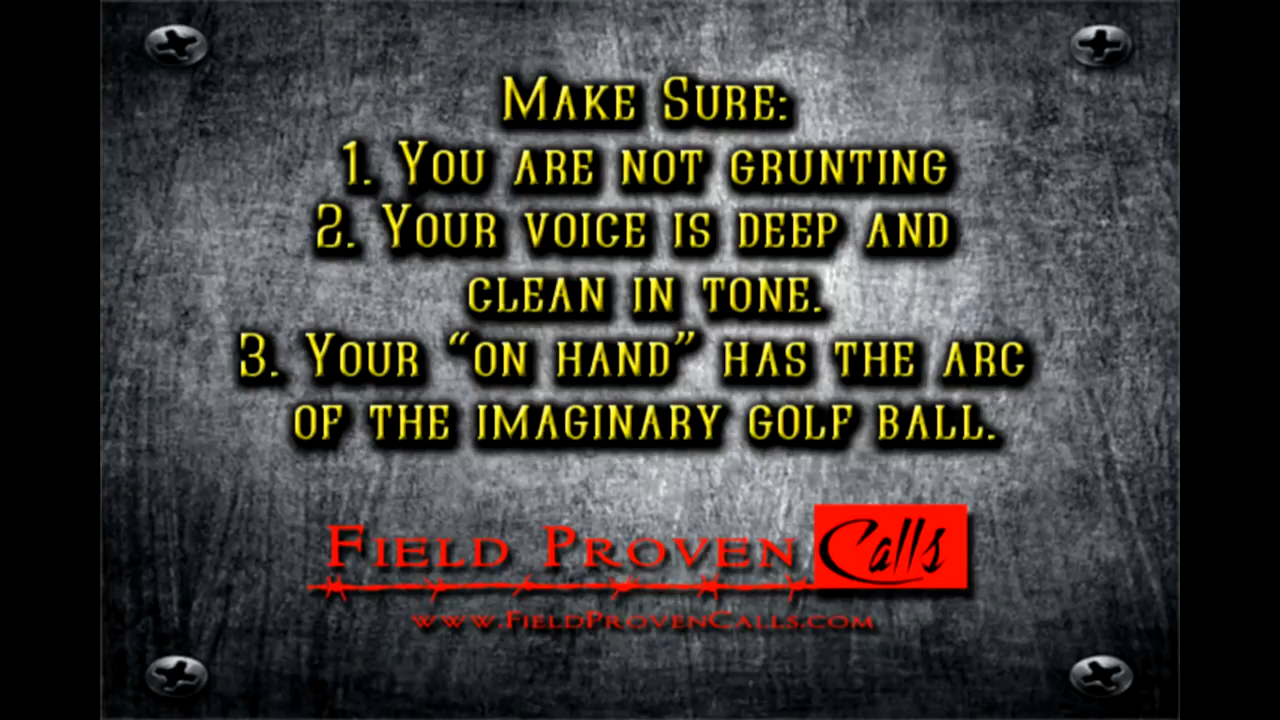 Make Sure:
1. You are not grunting
2. Your voice is deep and
clean in tone.
3. Your “on hand” has the arc
of the imaginary golf ball.
Field Proven Calls
www.FieldProvenCalls.com